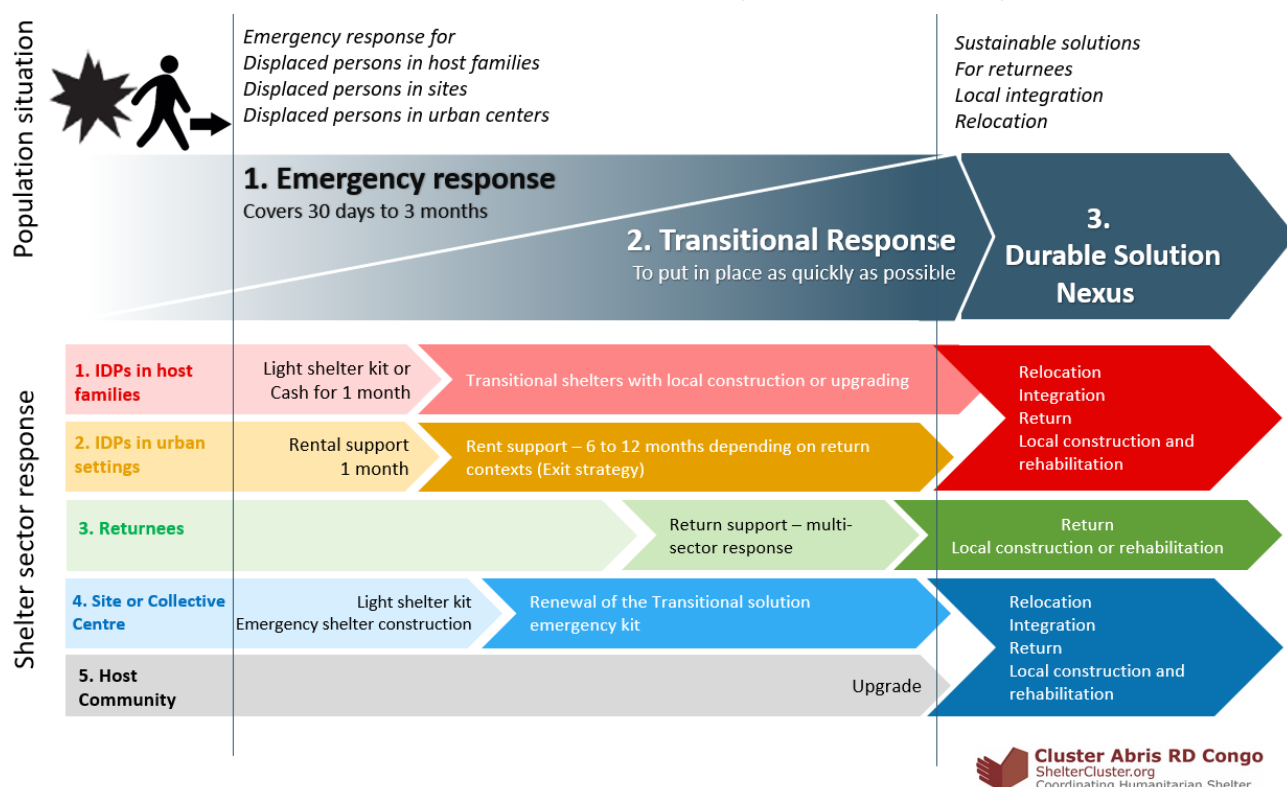 Population situation
Emergency response for
Displaced persons in host families
Displaced persons in sites
Displaced persons in urban centers
Sustainable solutions
For returnees
Local integration
Relocation
1. Emergency response
Covers 30 days to 3 months
2. Transitional Response
To put in place as quickly as possible
3.
Durable Solution
Nexus
Shelter sector response
1. IDPs in host
families
Light shelter kit or
Cash for 1 month
Transitional shelters with local construction or upgrading
Relocation
Integration
Return
Local construction and
rehabilitation
2. IDPs in urban
settings
Rental support
1 month
Rent support – 6 to 12 months depending on return
contexts (Exit strategy)
3. Returnees
Return support – multi-
sector response
Return
Local construction or rehabilitation
4. Site or Collective
Centre
Light shelter kit
Emergency shelter construction
Renewal of the Transitional solution
emergency kit
Relocation
Integration
Return
Local construction and
rehabilitation
5. Host
Community
Upgrade
Cluster Abris RD Congo
ShelterCluster.org
Coordinating Humanitarian Shelter